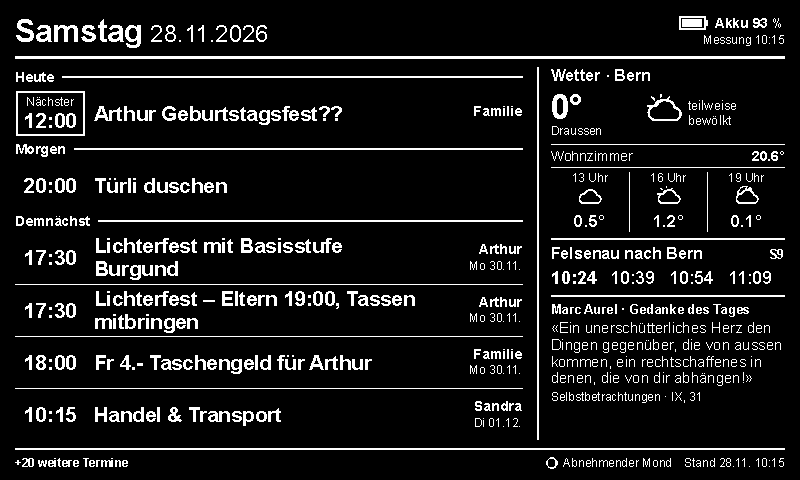 Samstag 28.11.2026
Akku 93 %
Messung 10:15
Heute
Nächster
12:00 Arthur Geburtstagsfest?? Familie
Morgen
20:00 Türli duschen
Demnächst
17:30 Lichterfest mit Basisstufe Burgund Arthur
Mo 30.11.
17:30 Lichterfest – Eltern 19:00, Tassen mitbringen Arthur
Mo 30.11.
18:00 Fr 4.- Taschengeld für Arthur Familie
Mo 30.11.
10:15 Handel & Transport Sandra
Di 01.12.
Wetter · Bern
0°
Draussen
teilweise
bewölkt
Wohnzimmer 20.6°
13 Uhr 16 Uhr 19 Uhr
0.5° 1.2° 0.1°
Felsenau nach Bern S9
10:24 10:39 10:54 11:09
Marc Aurel · Gedanke des Tages
«Ein unerschütterliches Herz den
Dingen gegenüber, die von aussen
kommen, ein rechtschaffenes in
denen, die von dir abhängen!»
Selbstbetrachtungen · IX, 31
+20 weitere Termine
Abnehmender Mond Stand 28.11. 10:15